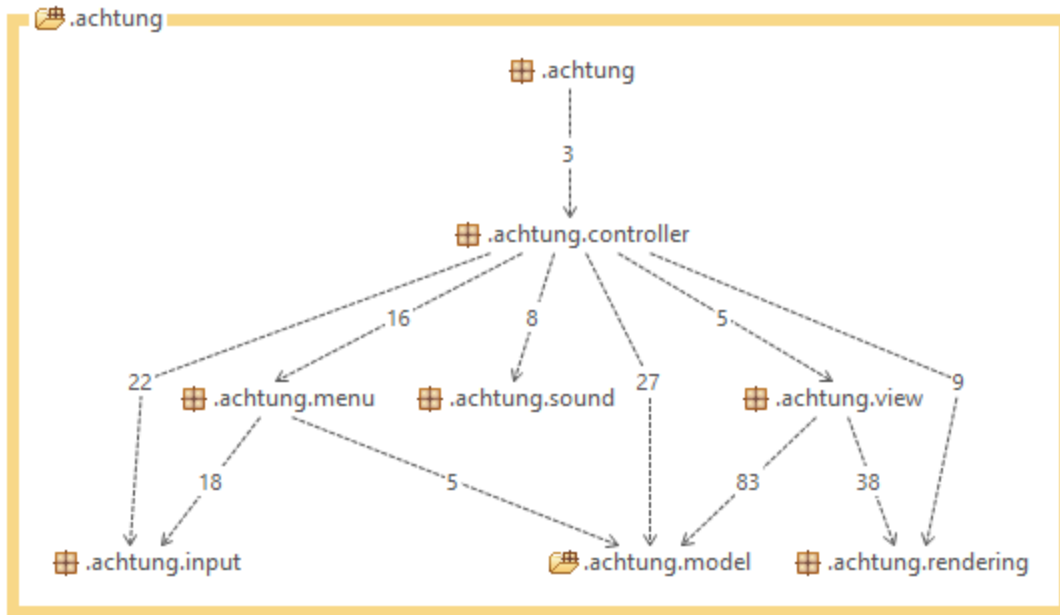 .achtung
.achtung
3
.achtung.controller
16
8
5
22
27
9
.achtung.menu
.achtung.sound
.achtung.view
18
5
83
38
.achtung.input
.achtung.model
.achtung.rendering